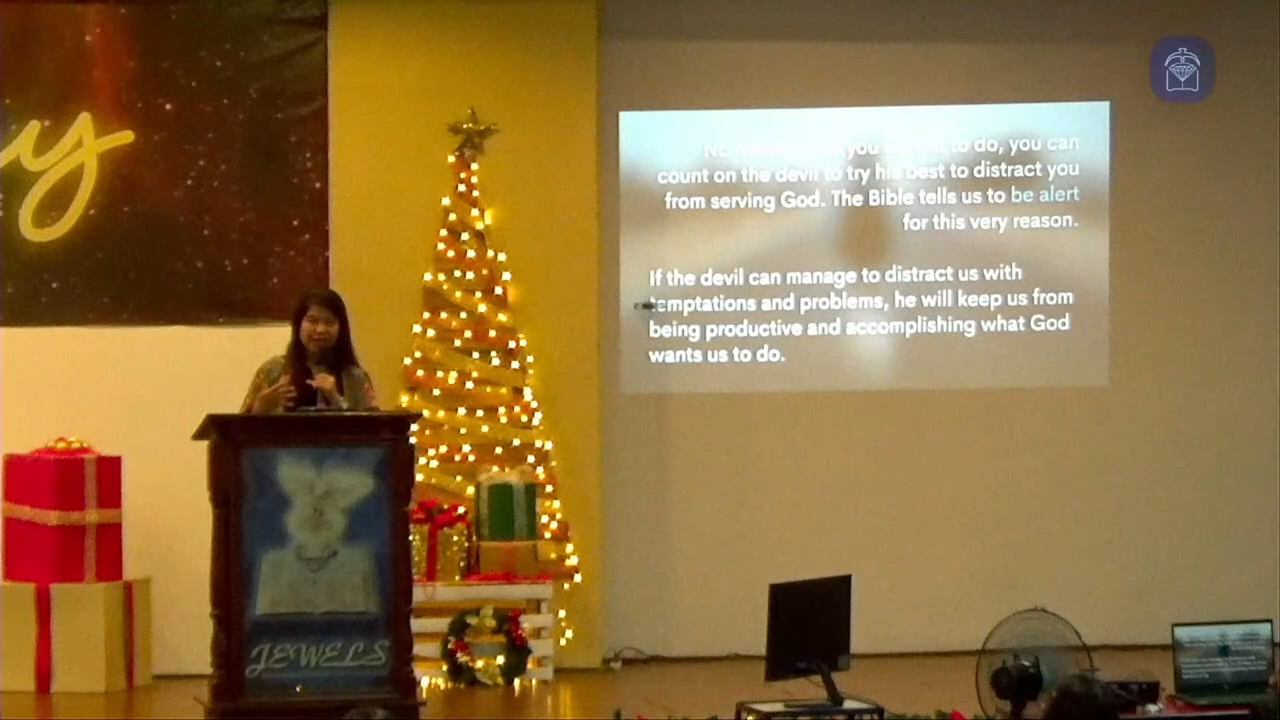 y
No you to do, you can
count on the devil to try his best to distract you
from serving God. The Bible tells us to be alert
for this very reason.
If the devil can manage to distract us with
temptations and problems, he will keep us from
being productive and accomplishing what God
wants us to do.
JEWELS